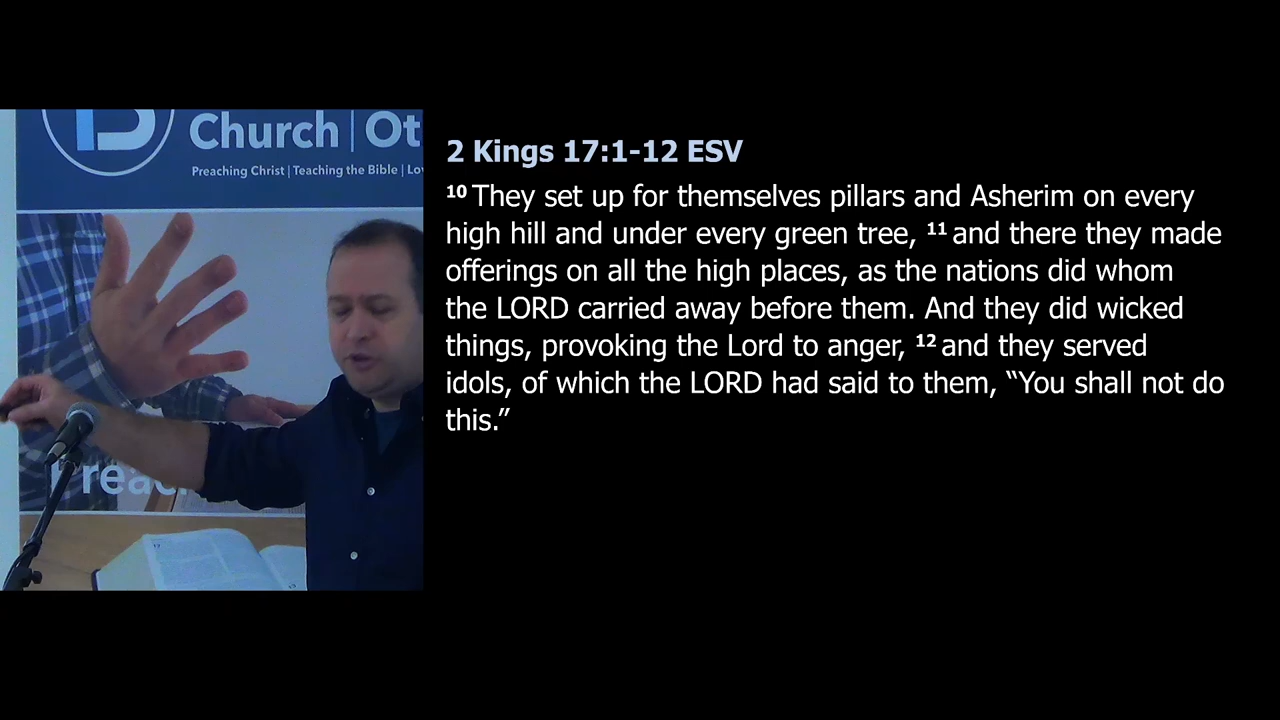 Church | Ot
Preaching Christ | Teaching the Bible | Lov
Preac
2 Kings 17:1-12 ESV
10 They set up for themselves pillars and Asherim on every
high hill and under every green tree, 11 and there they made
offerings on all the high places, as the nations did whom
the LORD carried away before them. And they did wicked
things, provoking the Lord to anger, 12 and they served
idols, of which the LORD had said to them, “You shall not do
this.”